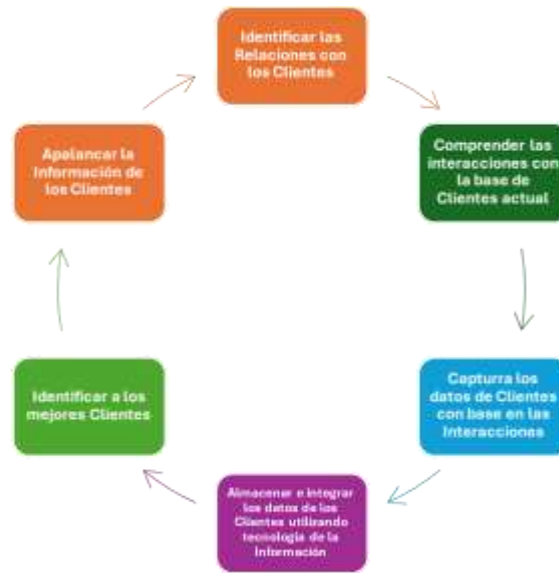 Identificar las
Relaciones con
los Clientes
Comprender las
interacciones con
la base de
Clientes actual
Capturra los
datos de Clientes
con base en las
Interacciones
Almacenar e integrar
los datos de los
Clientes utilizando
tecnología de la
Información
Identificar a los
mejores Clientes
Apalancar la
Información de
los Clientes